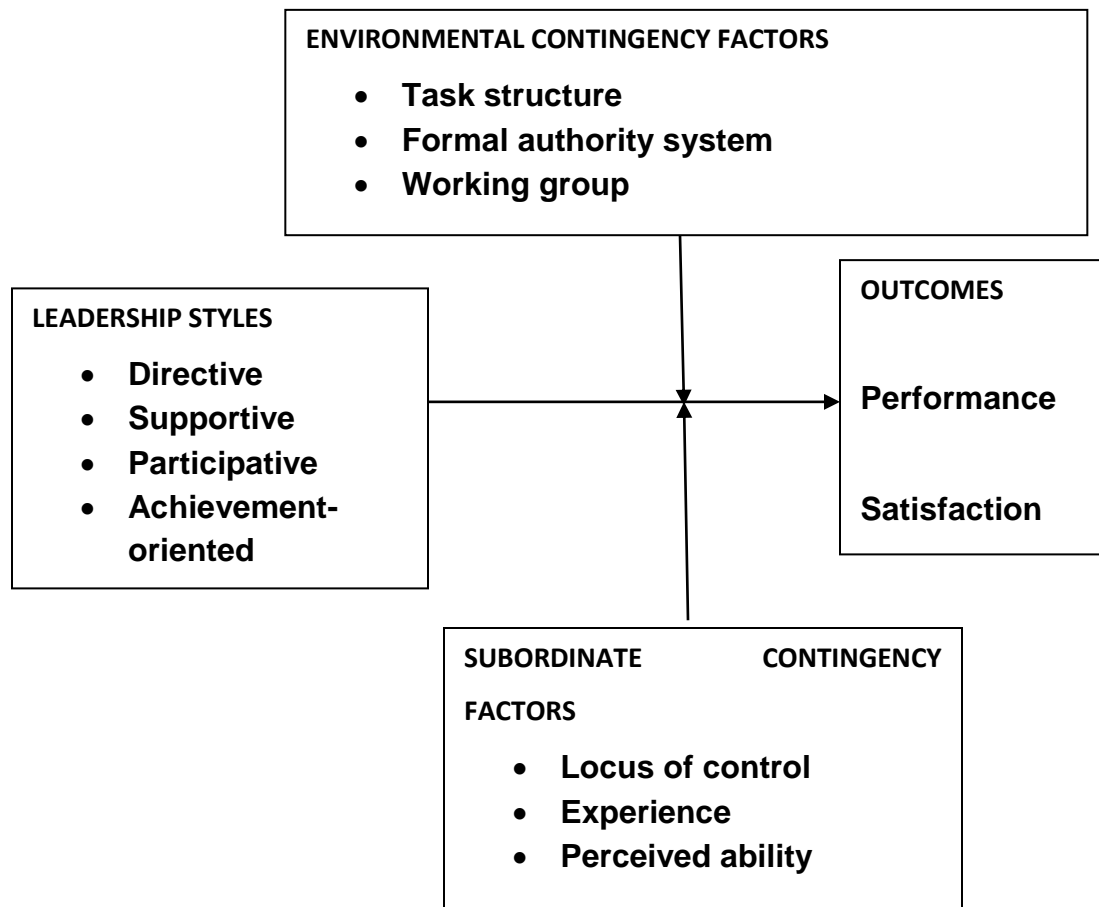 ENVIRONMENTAL CONTINGENCY FACTORS
• Task structure
• Formal authority system
• Working group
LEADERSHIP STYLES
• Directive
• Supportive
• Participative
• Achievement-
oriented
OUTCOMES
Performance
Satisfaction
SUBORDINATE CONTINGENCY
FACTORS
• Locus of control
• Experience
• Perceived ability